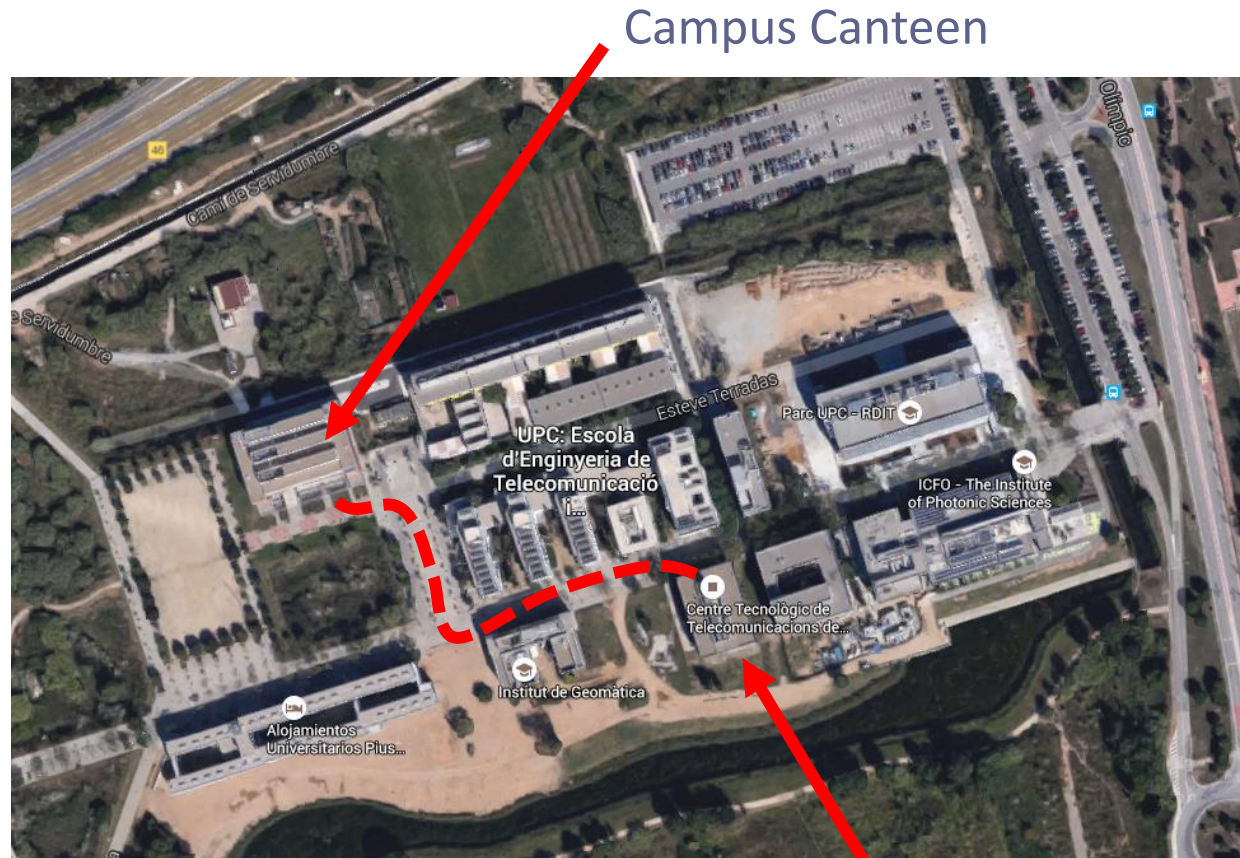 Campus Canteen
Olímpic
46
Camí de Servidumbre
Servidumbre
Esteve Terradas
Parc UPC - RDIT
UPC: Escola
d'Enginyeria de
Telecomunicació
i...
ICFO - The Institute
of Photonic Sciences
Centre Tecnològic de
Telecomunicacions de...
Institut de Geomàtica
Alojamientos
Universitarios Plus...